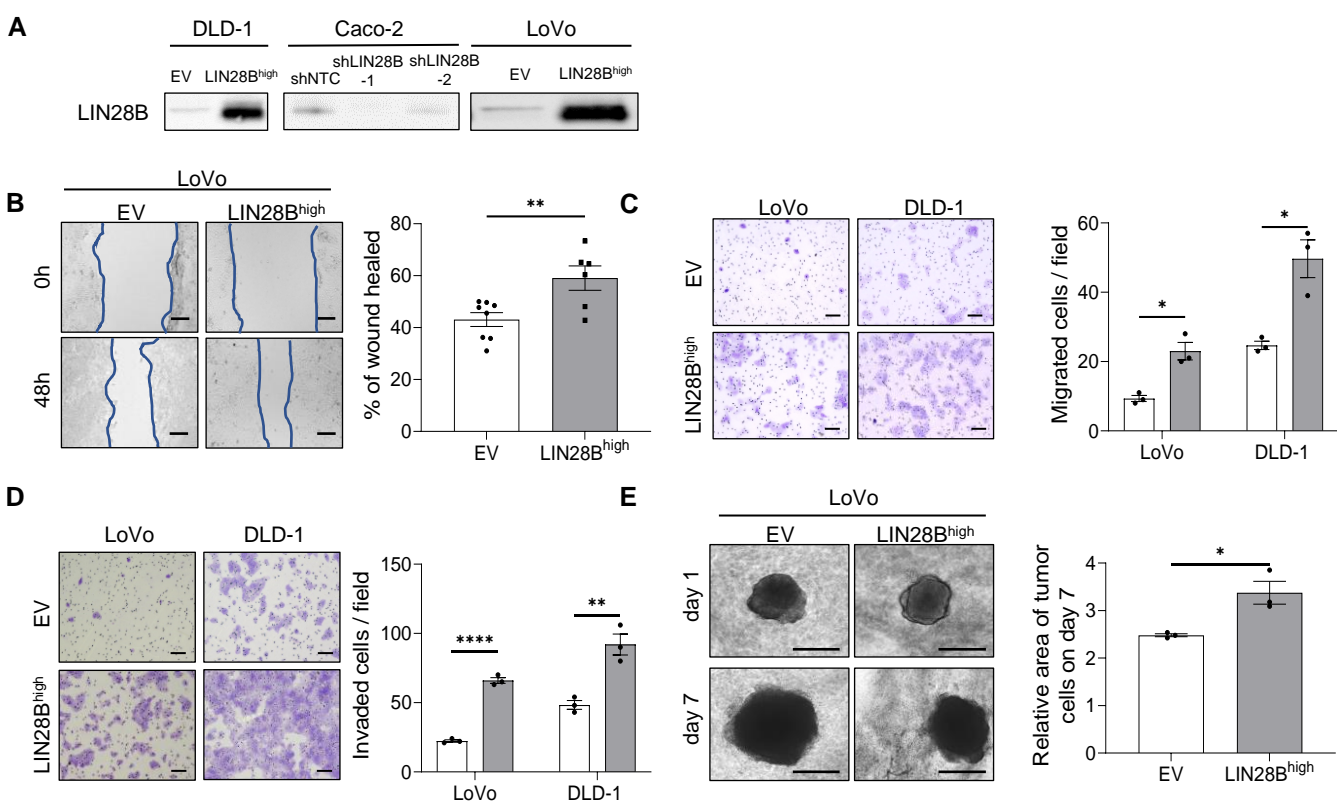 A
DLD-1 Caco-2 LoVo
EV LIN28Bhigh shNTC shLIN28B -1 shLIN28B -2 EV LIN28Bhigh
LIN28B
B
LoVo
EV LIN28Bhigh
0h
48h
% of wound healed
80
60
40
20
0
**
EV LIN28Bhigh
C
LoVo DLD-1
EV
LIN28Bhigh
Migrated cells / field
60
40
20
0
*
*
LoVo DLD-1
D
LoVo DLD-1
EV
LIN28Bhigh
Invaded cells / field
150
100
50
0
****
**
LoVo DLD-1
E
LoVo
EV LIN28Bhigh
day 1
day 7
Relative area of tumor
cells on day 7
4
3
2
1
0
*
EV LIN28Bhigh